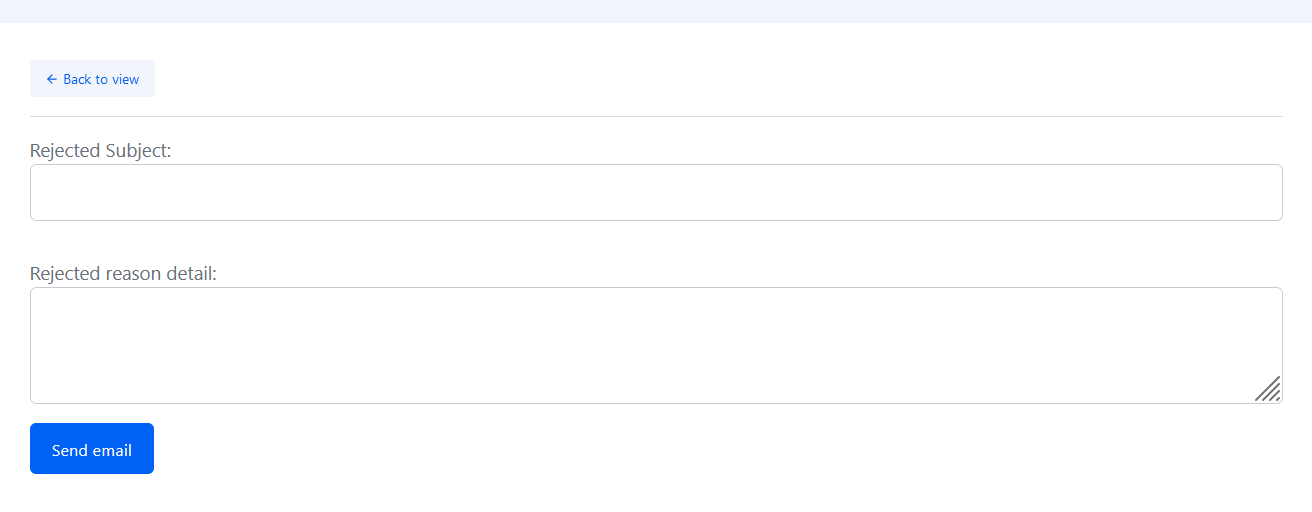 ← Back to view
Rejected Subject:
Rejected reason detail:
Send email